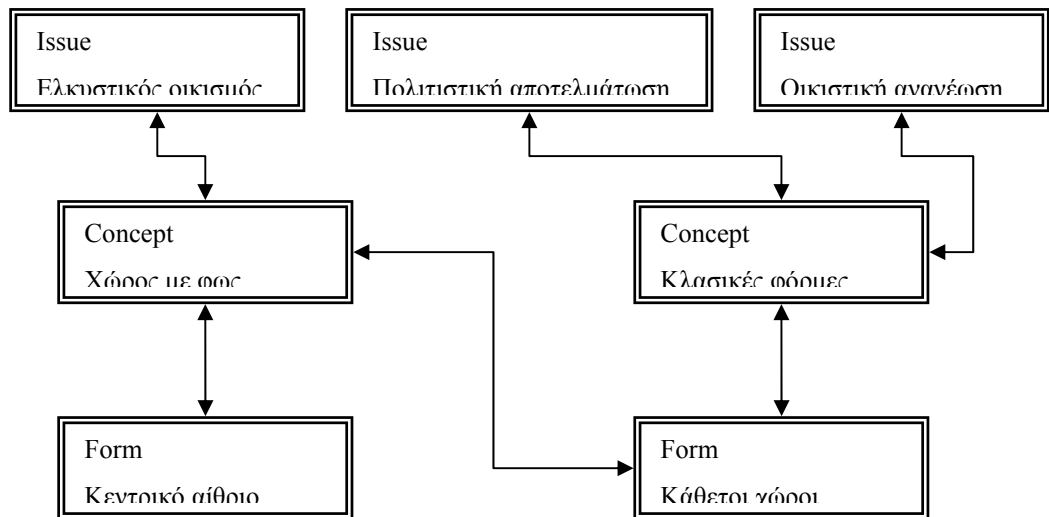 Issue
Ελκυστικός οικισμός
Issue
Πολιτιστική αποτελμάτωση
Issue
Οικιστική ανανέωση
Concept
Χώρος με φως
Concept
Κλασικές φόρμες
Form
Κεντρικό αίθριο
Form
Κάθετοι χώροι